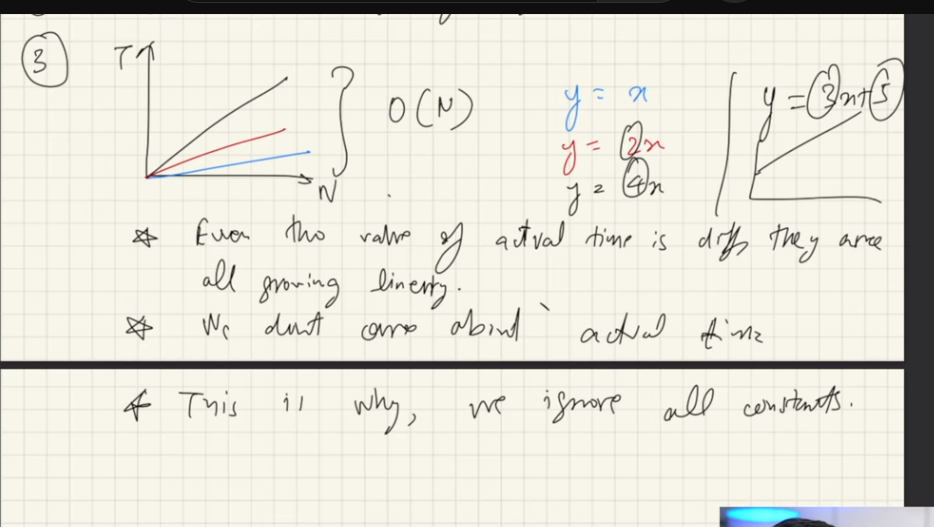 3
T
N
O(N)
y = x
y = 2x
y = 4x
y = 3x+5
Even tho value of actual time is diff they are
all growing linerly.
We dont care about actual time
This is why, we ignore all constants.